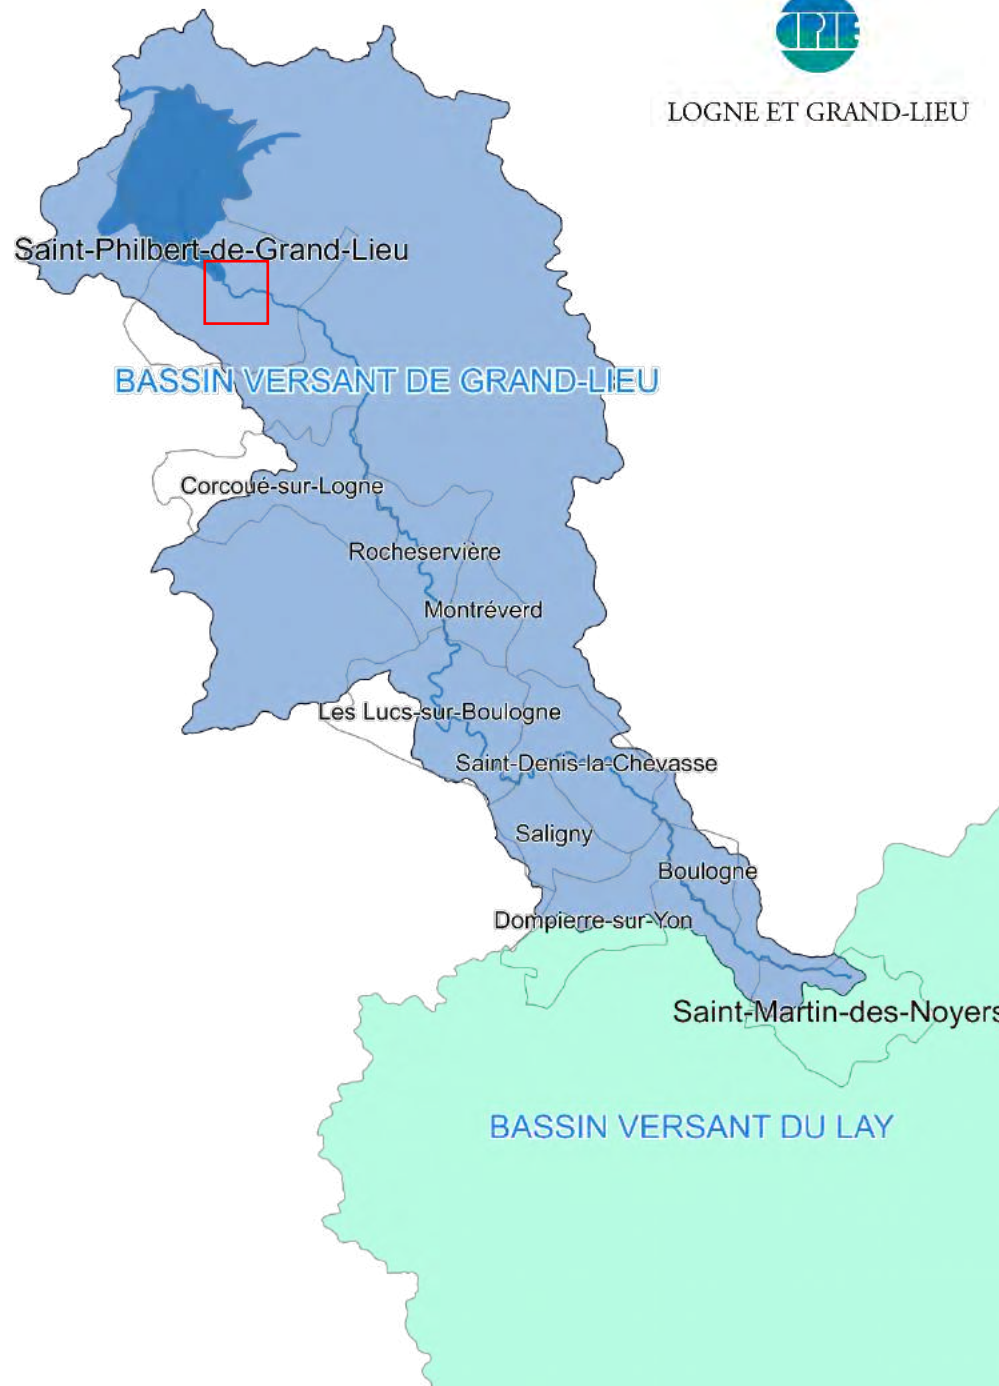 CPIE
LOGNE ET GRAND-LIEU
Saint-Philbert-de-Grand-Lieu
BASSIN VERSANT DE GRAND-LIEU
Corcoué-sur-Logne
Rocheservière
Montréverd
Les Lucs-sur-Boulogne
Saint-Denis-la-Chevasse
Saligny
Boulogne
Dompierre-sur-Yon
Saint-Martin-des-Noyers
BASSIN VERSANT DU LAY